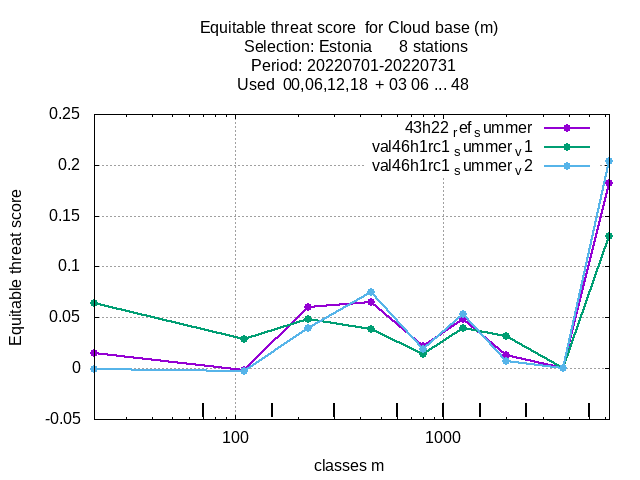 Equitable threat score  for Cloud base (m)
Selection: Estonia      8 stations
Period: 20220701-20220731
Used  00,06,12,18  + 03 06 ... 48
0.25
0.2
0.15
0.1
0.05
0
-0.05
Equitable threat score
43h22 ref summer
val46h1rc1 summer v1
val46h1rc1 summer v2
100
1000
classes m